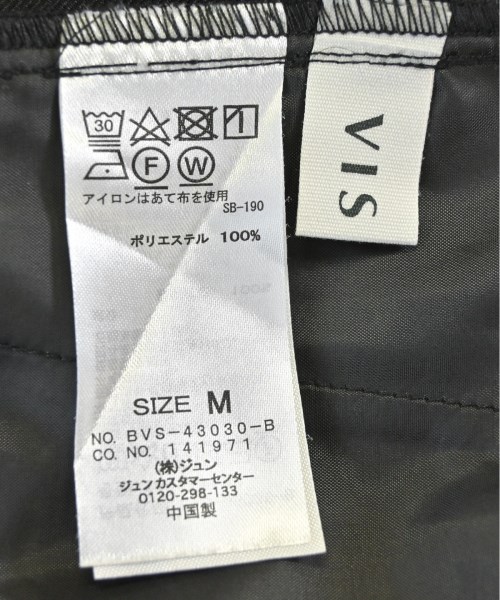 30
F W
アイロンはあて布を使用
SB-190
ポリエステル 100%
SIZE M
NO. BVS-43030-B
CO. NO. 141971
(株)ジュン
ジュンカスタマーセンター
0120-298-133
中国製
VIS